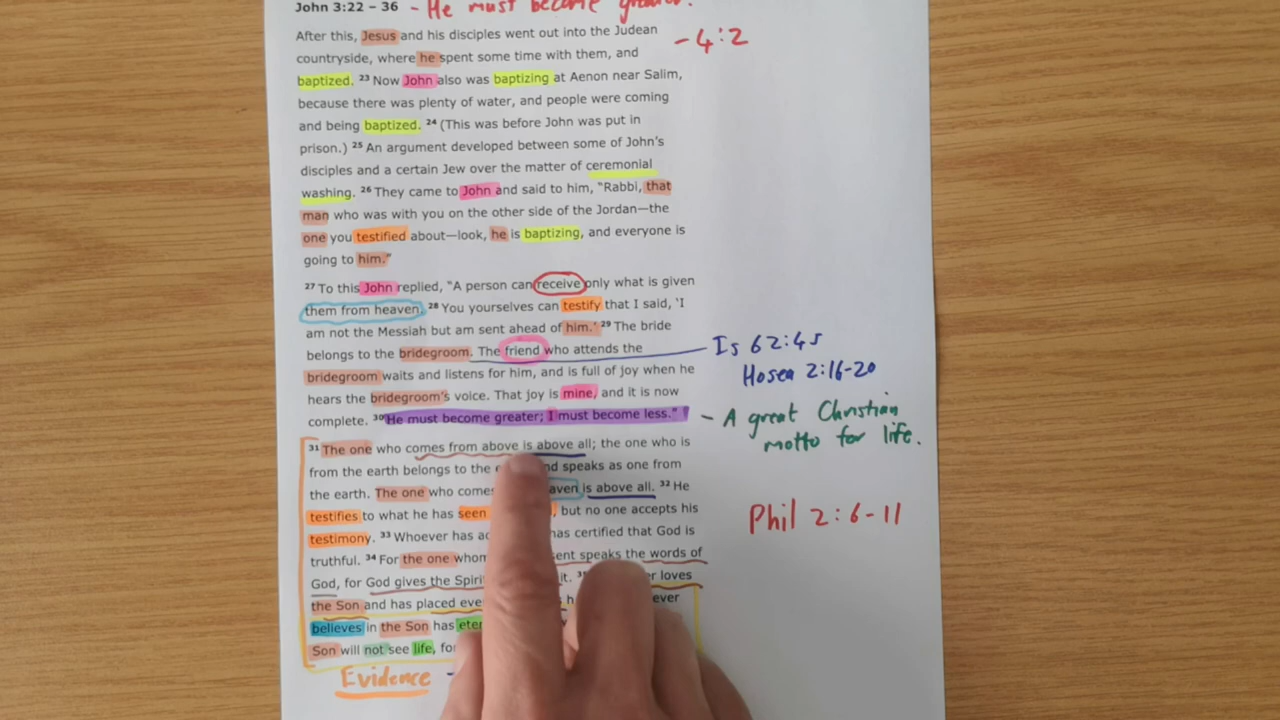 John 3:22 – 36 - He must become greater.
After this, Jesus and his disciples went out into the Judean
- 4:2
countryside, where he spent some time with them, and
baptized. 23 Now John also was baptizing at Aenon near Salim,
because there was plenty of water, and people were coming
and being baptized. 24 (This was before John was put in
prison.) 25 An argument developed between some of John's
disciples and a certain Jew over the matter of ceremonial
washing. 26 They came to John and said to him, "Rabbi, that
man who was with you on the other side of the Jordan—the
one you testified about—look, he is baptizing, and everyone is
going to him."
27 To this John replied, "A person can receive only what is given
them from heaven. 28 You yourselves can testify that I said, 'I
am not the Messiah but am sent ahead of him.' 29 The bride
belongs to the bridegroom. The friend who attends the
Is 62:45
bridegroom waits and listens for him, and is full of joy when he
Hosea 2:16-20
hears the bridegroom's voice. That joy is mine, and it is now
complete. 30 He must become greater; I must become less."
- A great Christian
motto for life.
31 The one who comes from above is above all; the one who is
from the earth belongs to the speaks as one from
the earth. The one who comes is above all. 32 He
Phil 2:6-11
testifies to what he has seen but no one accepts his
testimony. 33 Whoever has has certified that God is
truthful. 34 For the one whom speaks the words of
God, for God gives the loves
the Son and has placed
believes in the Son has
Son will not see life,
Evidence -